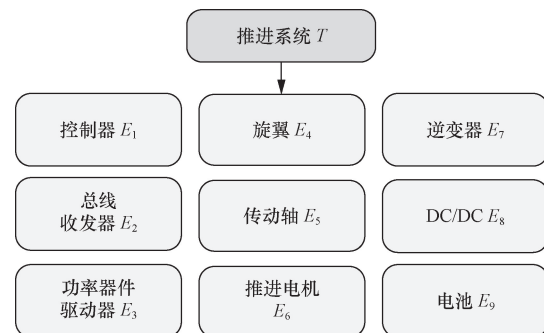 推进系统 T
控制器 E₁
旋翼 E₄
逆变器 E₇
总线
收发器 E₂
传动轴 E₅
DC/DC E₈
功率器件
驱动器 E₃
推进电机
E₆
电池 E₉